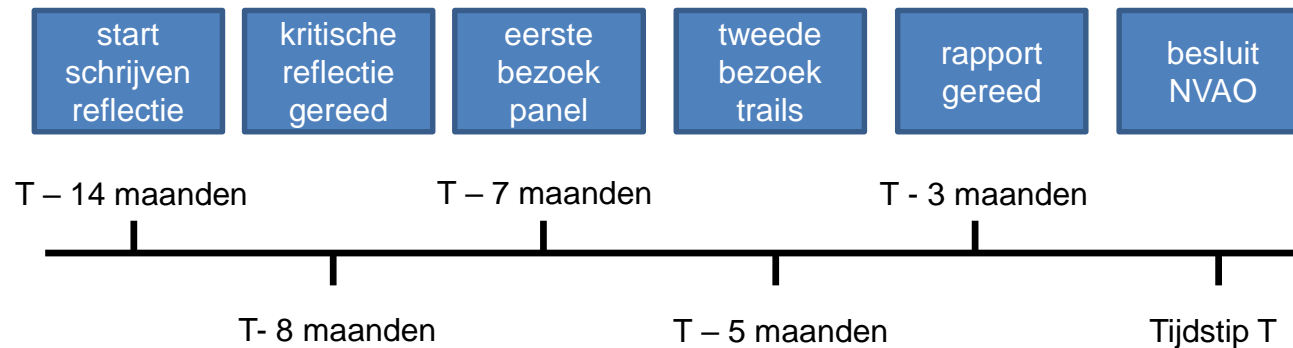 start
schrijven
reflectie
kritische
reflectie
gereed
eerste
bezoek
panel
tweede
bezoek
trails
rapport
gereed
besluit
NVAO
T – 14 maanden
T – 7 maanden
T - 3 maanden
T- 8 maanden
T – 5 maanden
Tijdstip T